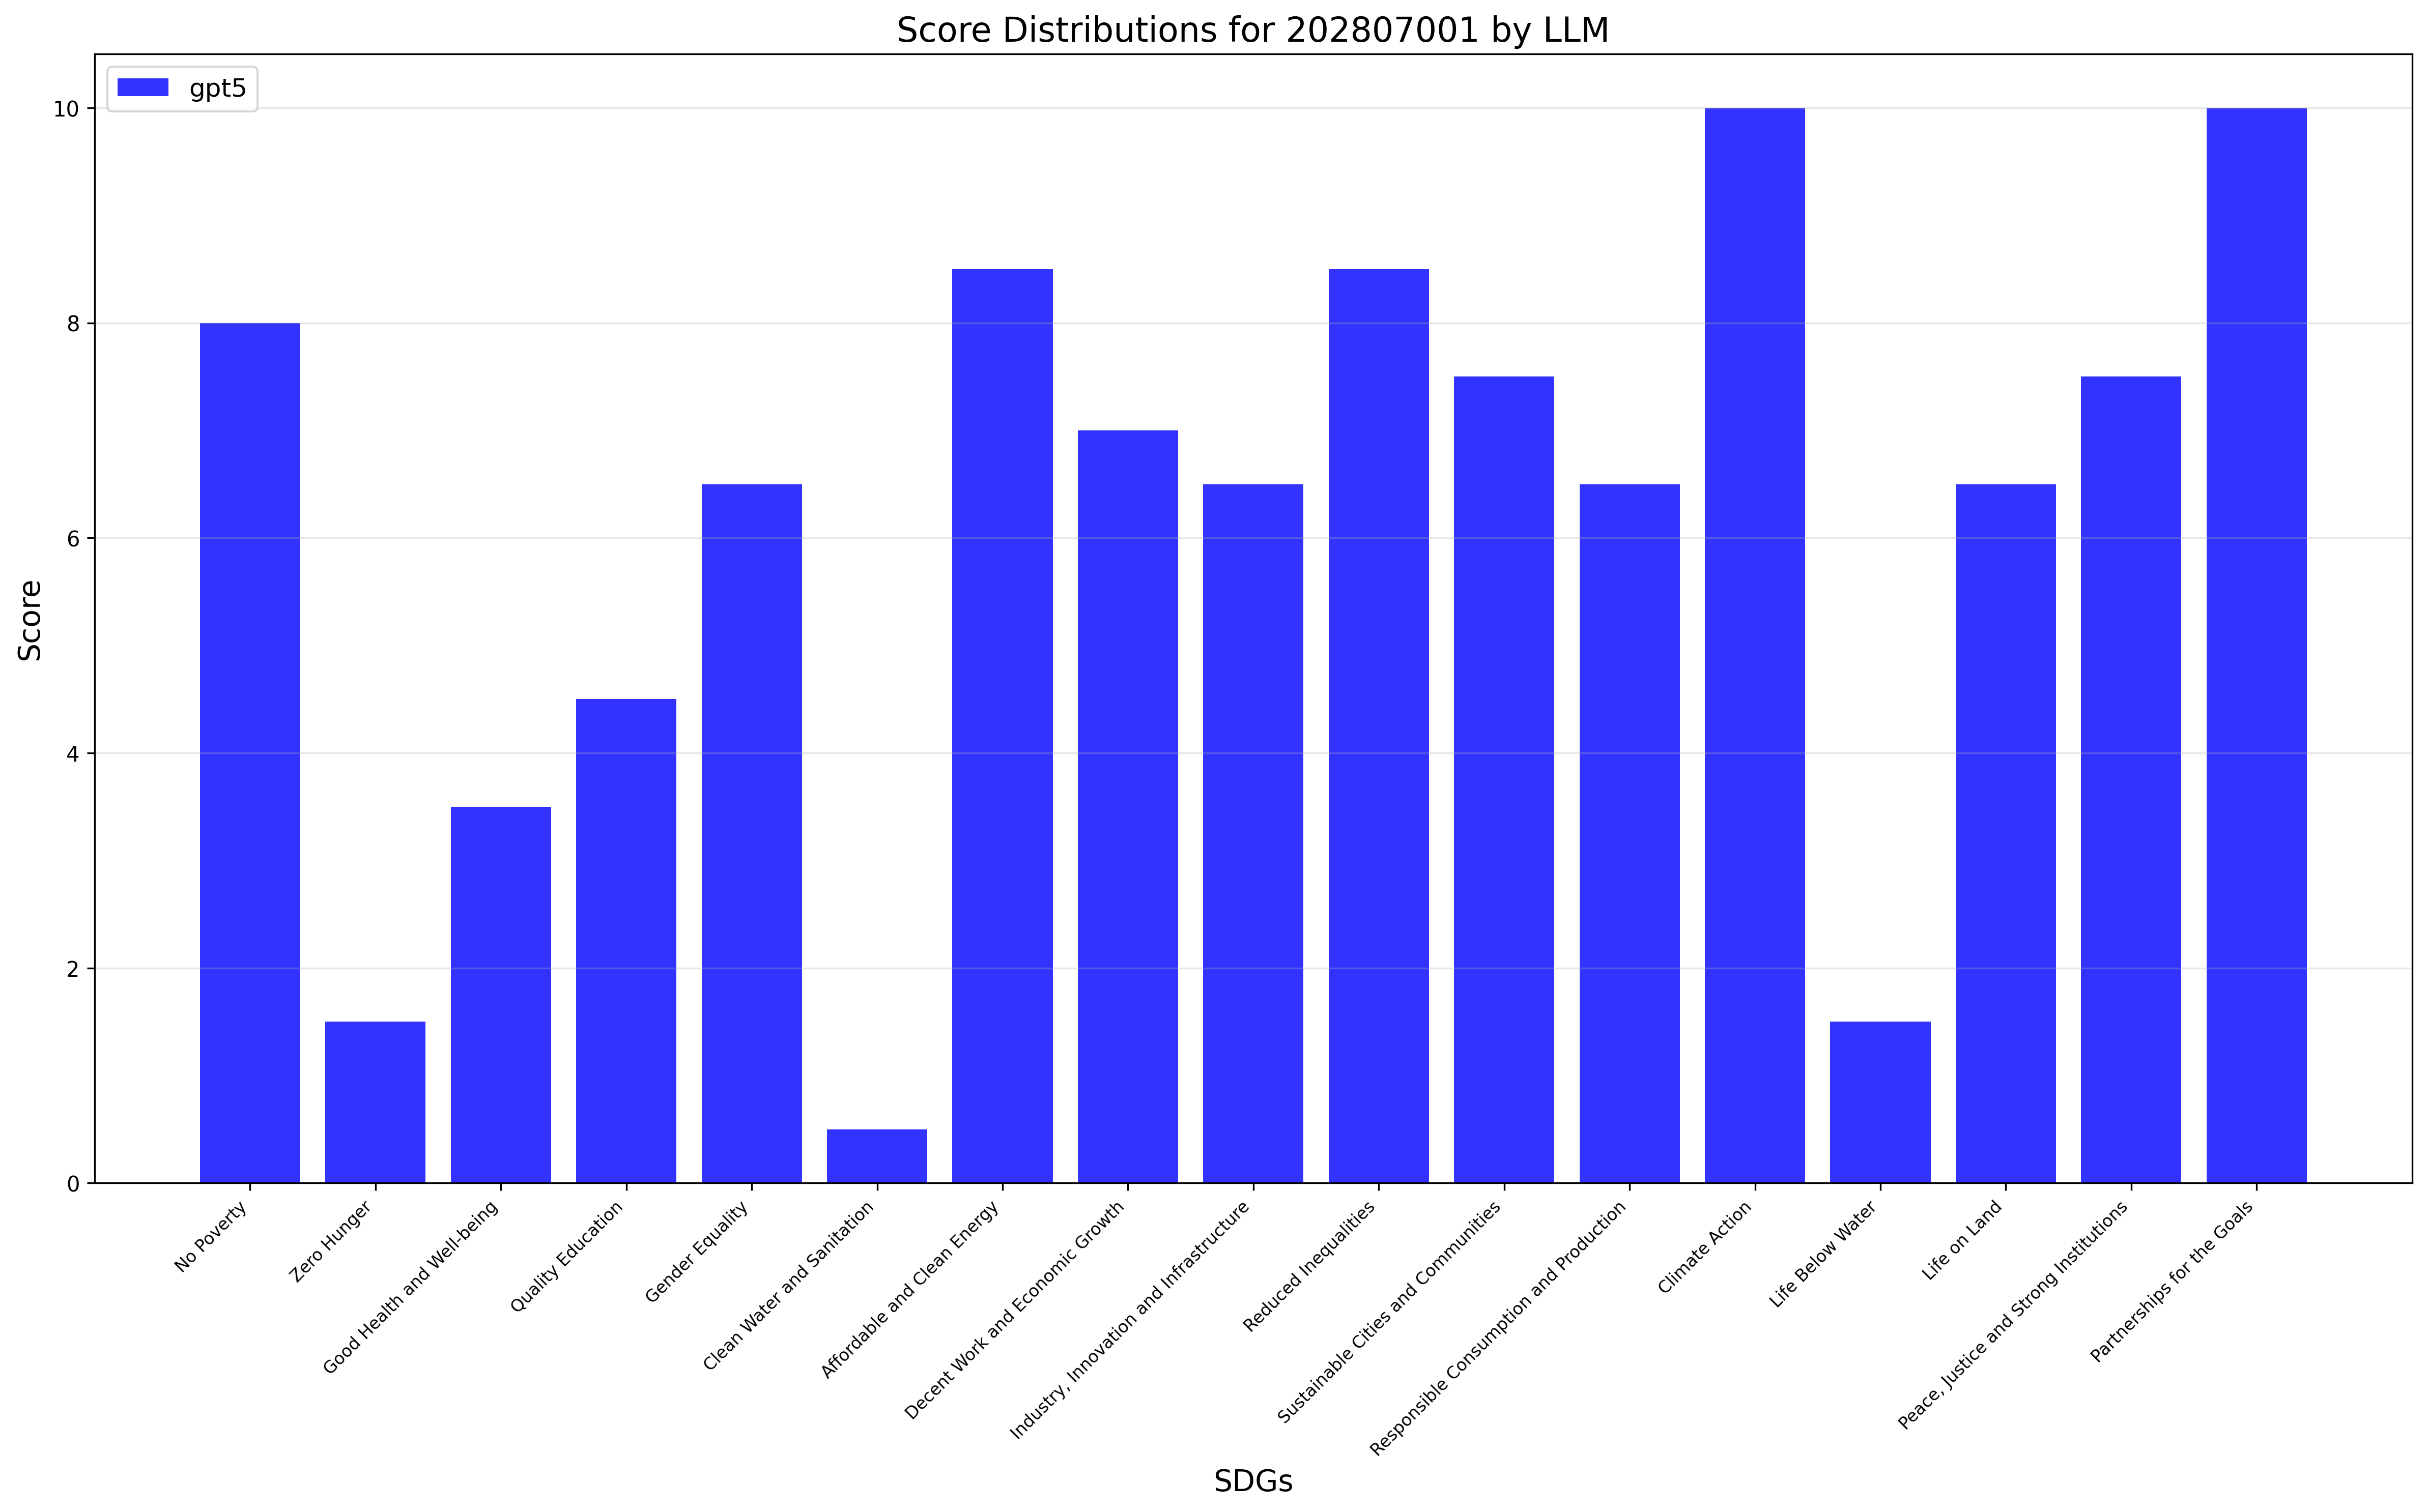 Score Distributions for 202807001 by LLM
gpt5
Score
10
8
6
4
2
0
No Poverty
Zero Hunger
Good Health and Well-being
Quality Education
Gender Equality
Clean Water and Sanitation
Affordable and Clean Energy
Decent Work and Economic Growth
Industry, Innovation and Infrastructure
Reduced Inequalities
Sustainable Cities and Communities
Responsible Consumption and Production
Climate Action
Life Below Water
Life on Land
Peace, Justice and Strong Institutions
Partnerships for the Goals
SDGs